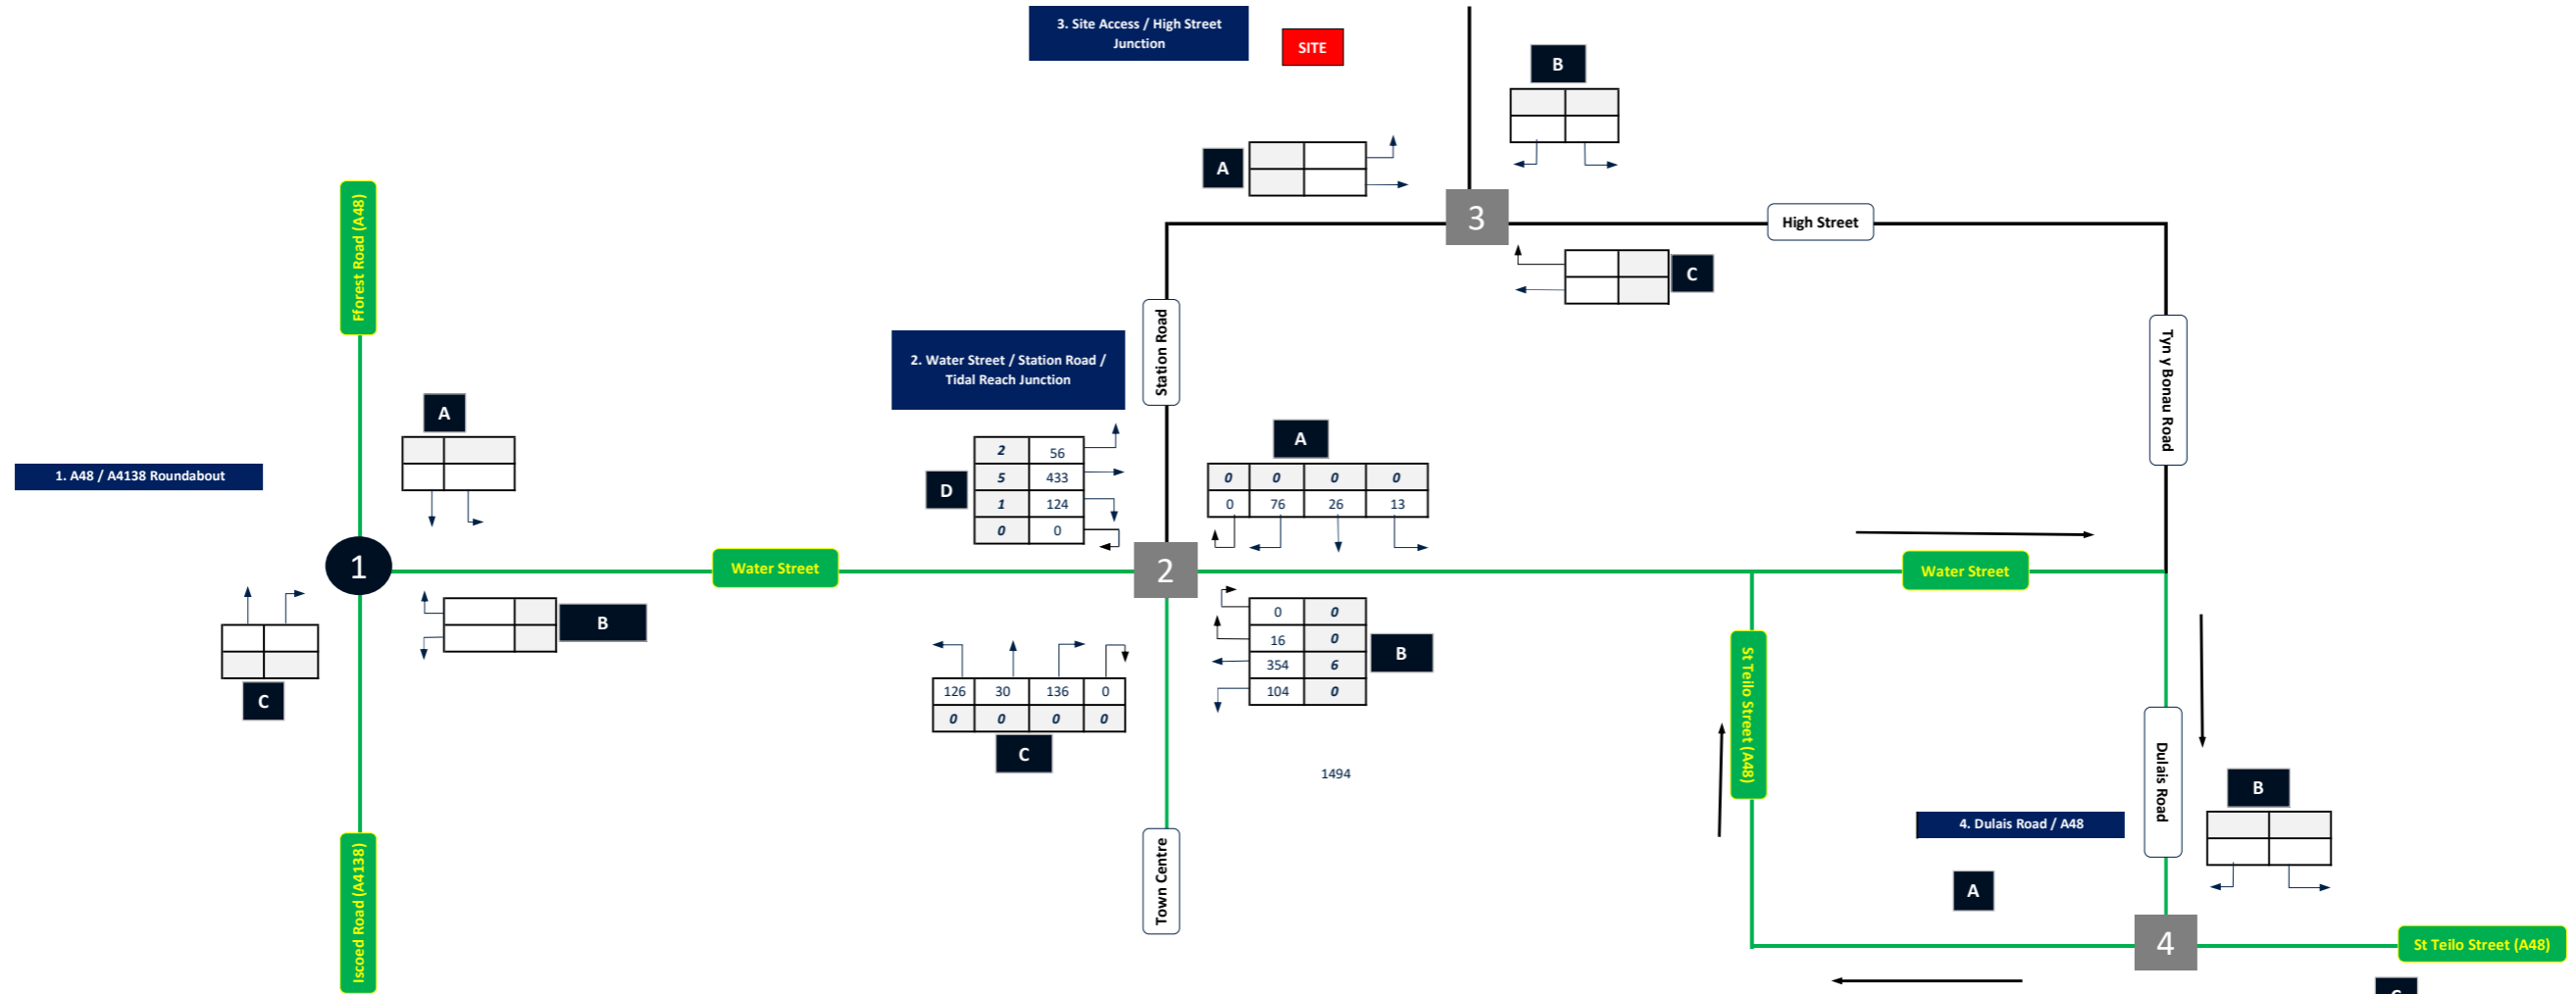 3. Site Access / High Street
Junction
SITE
B
A
3
High Street
C
Fforest Road (A48)
Station Road
Tyn y Bonau Road
2. Water Street / Station Road /
Tidal Reach Junction
A
1. A48 / A4138 Roundabout
D
2 56
5 433
1 124
0 0
A
0 0 0 0
0 76 26 13
1
Water Street
2
Water Street
B
C
0 0
16 0
354 6
104 0
B
126 30 136 0
0 0 0 0
C
1494
St Teilo Street (A48)
Dulais Road
B
4. Dulais Road / A48
Iscoed Road (A4138)
Town Centre
A
4
St Teilo Street (A48)